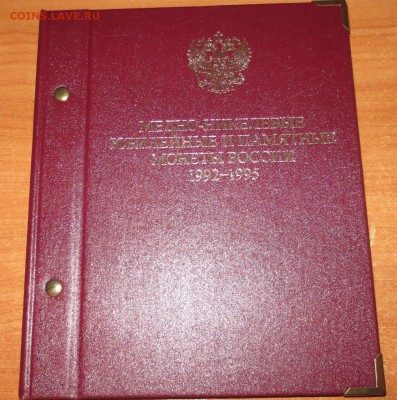 COINS.LAVE.RU
МЕДНО-НИКЕЛЕВЫЕ
ЮБИЛЕЙНЫЕ И ПАМЯТНЫЕ
МОНЕТЫ РОССИИ
1992–1995